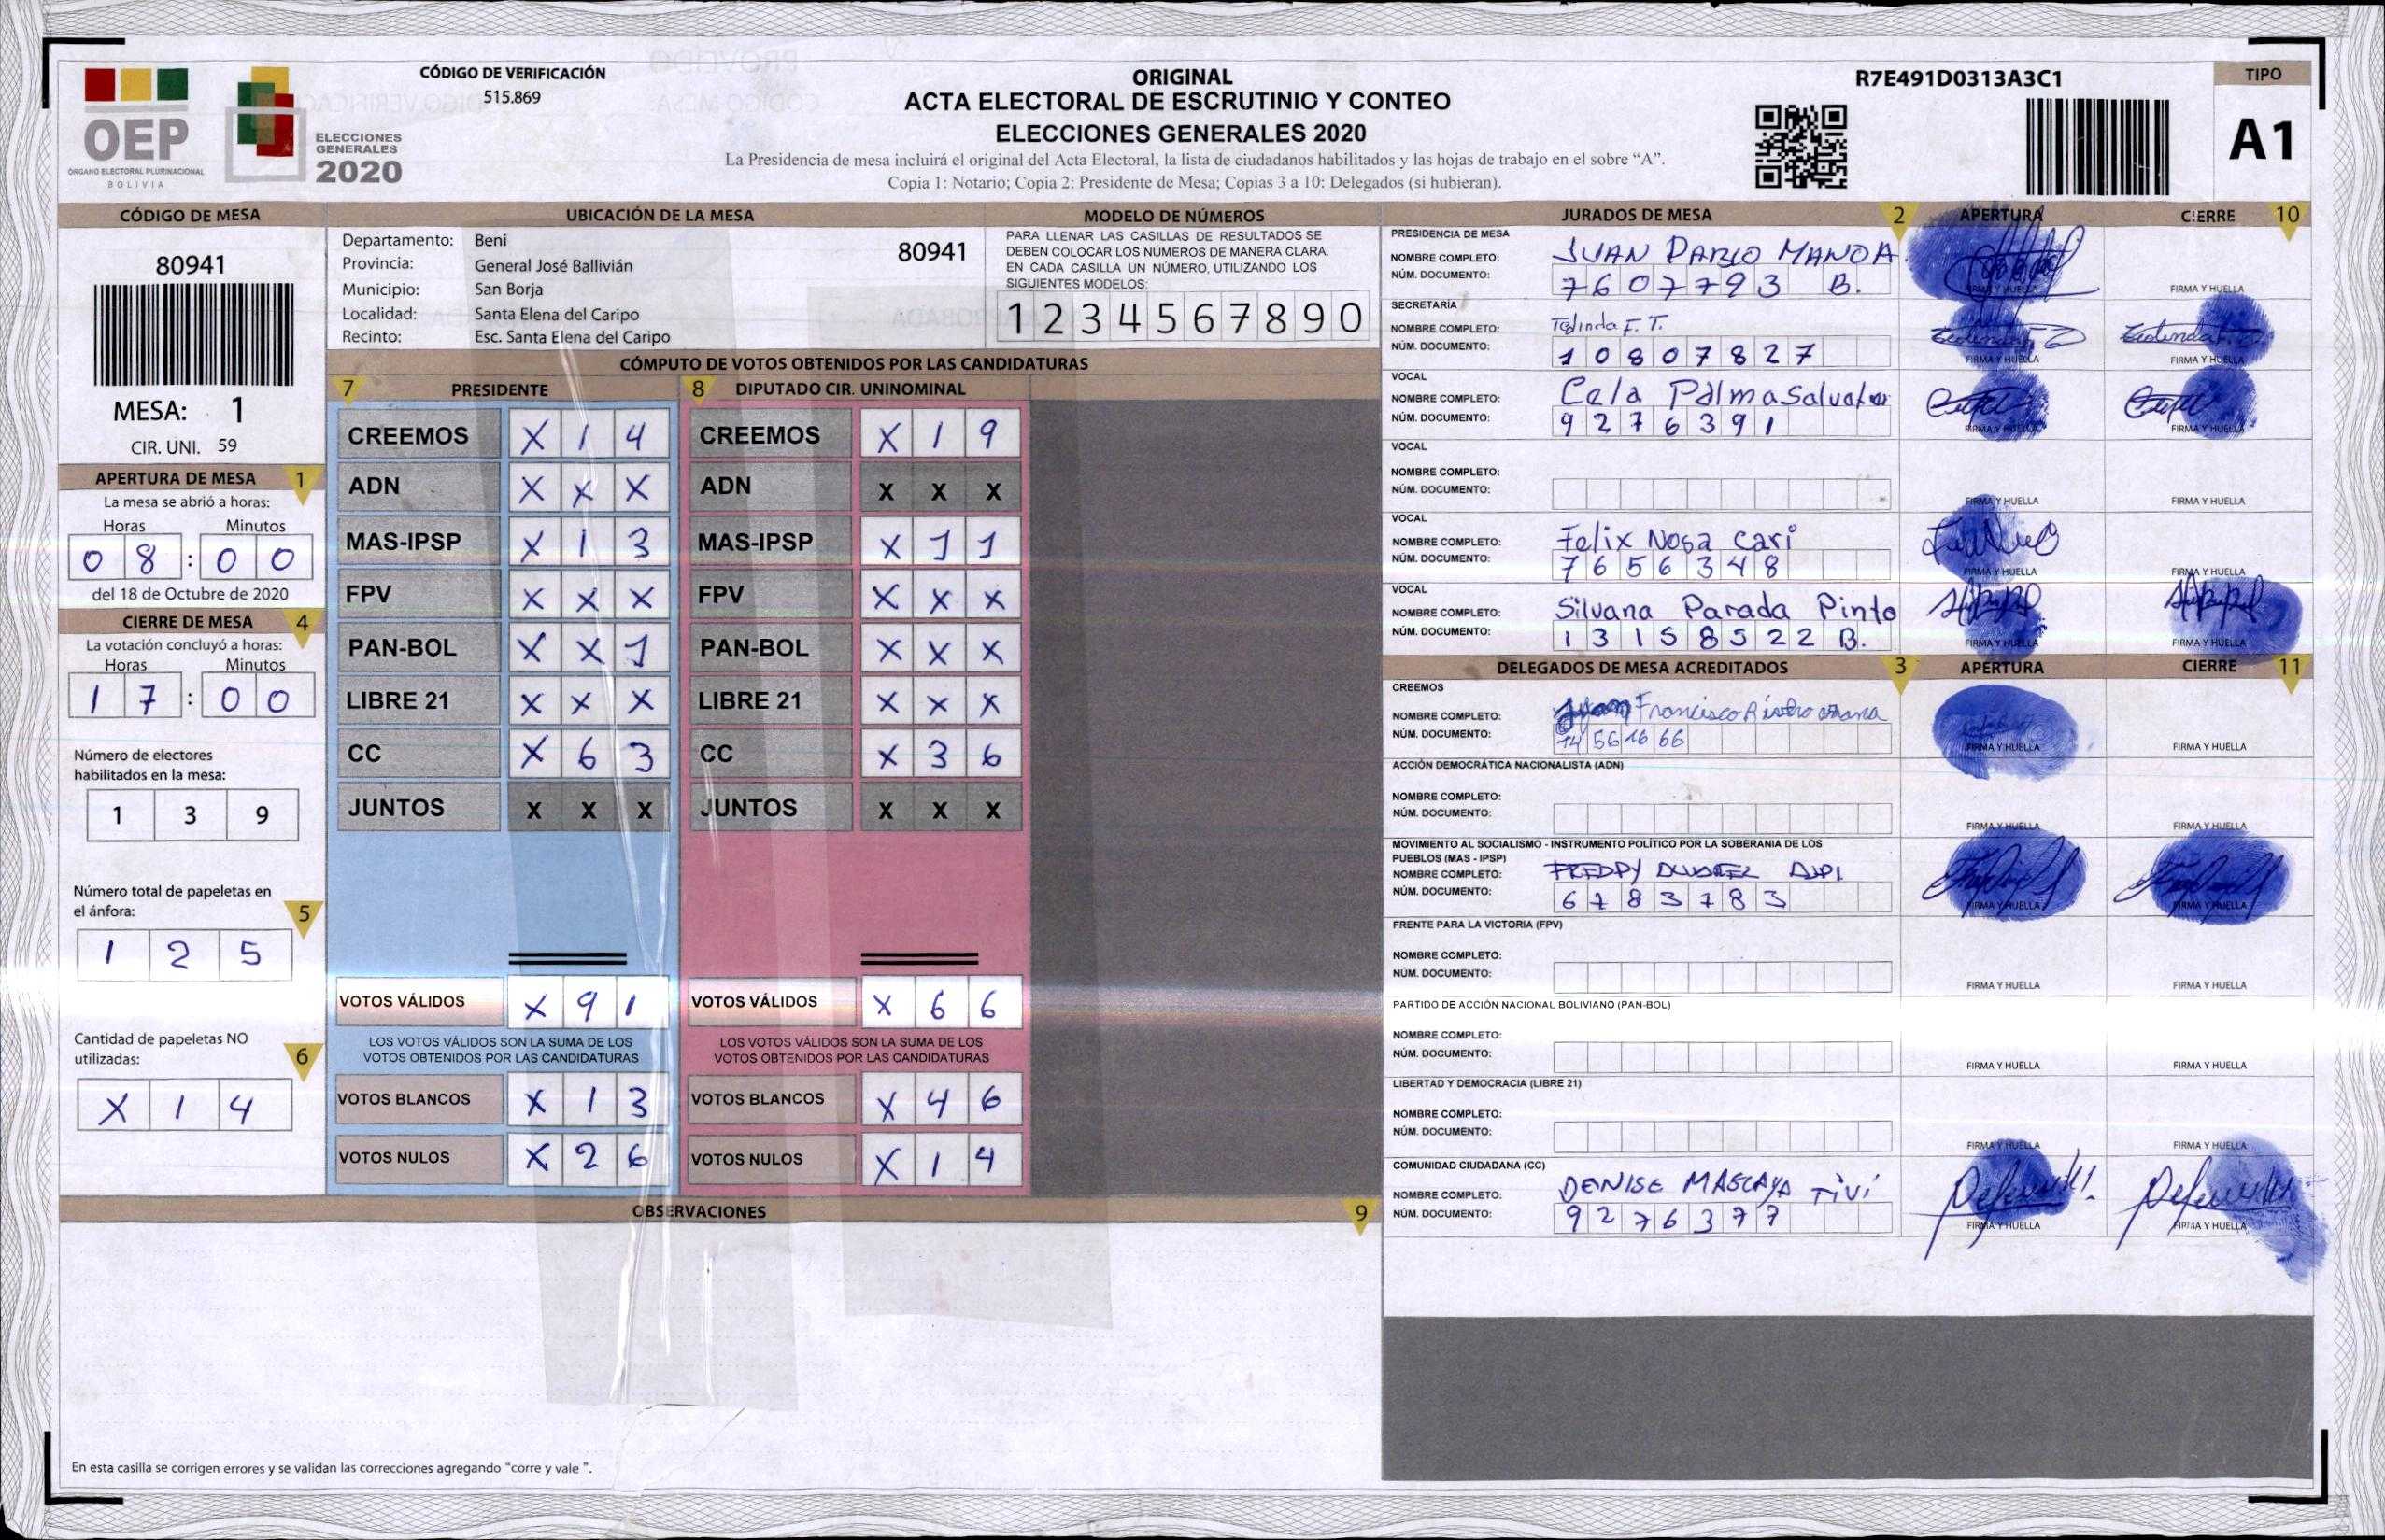 CÓDIGO DE VERIFICACIÓN
515.869
OEP
ÓRGANO ELECTORAL PLURINACIONAL
BOLIVIA
ELECCIONES
GENERALES
2020
ORIGINAL
ACTA ELECTORAL DE ESCRUTINIO Y CONTEO
ELECCIONES GENERALES 2020
La Presidencia de mesa incluirá el original del Acta Electoral, la lista de ciudadanos habilitados y las hojas de trabajo en el sobre “A”.
Copia 1: Notario; Copia 2: Presidente de Mesa; Copias 3 a 10: Delegados (si hubieran).
R7E491D0313A3C1
TIPO
A1
CÓDIGO DE MESA
80941
MESA: 1
CIR. UNI. 59
APERTURA DE MESA 1
La mesa se abrió a horas:
Horas Minutos
0 8 : 0 0
del 18 de Octubre de 2020
CIERRE DE MESA 4
La votación concluyó a horas:
Horas Minutos
1 7 : 0 0
Número de electores
habilitados en la mesa:
1 3 9
Número total de papeletas en
el ánfora: 5
1 2 5
Cantidad de papeletas NO
utilizadas: 6
X 1 4
UBICACIÓN DE LA MESA
Departamento: Beni 80941
Provincia: General José Ballivián
Municipio: San Borja
Localidad: Santa Elena del Caripo
Recinto: Esc. Santa Elena del Caripo
MODELO DE NÚMEROS
PARA LLENAR LAS CASILLAS DE RESULTADOS SE
DEBEN COLOCAR LOS NÚMEROS DE MANERA CLARA.
EN CADA CASILLA UN NÚMERO, UTILIZANDO LOS
SIGUIENTES MODELOS:
1 2 3 4 5 6 7 8 9 0
CÓMPUTO DE VOTOS OBTENIDOS POR LAS CANDIDATURAS
7 PRESIDENTE
CREEMOS X 1 4
ADN X X X
MAS-IPSP X 1 3
FPV X X X
PAN-BOL X X 1
LIBRE 21 X X X
CC X 6 3
JUNTOS X X X
VOTOS VÁLIDOS X 9 1
LOS VOTOS VÁLIDOS SON LA SUMA DE LOS
VOTOS OBTENIDOS POR LAS CANDIDATURAS
VOTOS BLANCOS X 1 3
VOTOS NULOS X 2 6
8 DIPUTADO CIR. UNINOMINAL
CREEMOS X 1 9
ADN X X X
MAS-IPSP X 1 1
FPV X X X
PAN-BOL X X X
LIBRE 21 X X X
CC X 3 6
JUNTOS X X X
VOTOS VÁLIDOS X 6 6
LOS VOTOS VÁLIDOS SON LA SUMA DE LOS
VOTOS OBTENIDOS POR LAS CANDIDATURAS
VOTOS BLANCOS X 4 6
VOTOS NULOS X 1 4
OBSERVACIONES 9
En esta casilla se corrigen errores y se validan las correcciones agregando “corre y vale ”.
JURADOS DE MESA 2 APERTURA CIERRE 10
PRESIDENCIA DE MESA
NOMBRE COMPLETO: JUAN DARIO MANOA
NÚM. DOCUMENTO: 7607793 B.
FIRMA Y HUELLA FIRMA Y HUELLA
SECRETARÍA
NOMBRE COMPLETO: F. T.
NÚM. DOCUMENTO: 10807827
FIRMA Y HUELLA FIRMA Y HUELLA
VOCAL
NOMBRE COMPLETO: Cela Palma Salvador
NÚM. DOCUMENTO: 9276391
FIRMA Y HUELLA FIRMA Y HUELLA
VOCAL
NOMBRE COMPLETO:
NÚM. DOCUMENTO:
FIRMA Y HUELLA FIRMA Y HUELLA
VOCAL
NOMBRE COMPLETO: Felix Nosa Cari
NÚM. DOCUMENTO: 7656348
FIRMA Y HUELLA FIRMA Y HUELLA
VOCAL
NOMBRE COMPLETO: Silvana Parada Pinto
NÚM. DOCUMENTO: 13158522 B.
FIRMA Y HUELLA FIRMA Y HUELLA
DELEGADOS DE MESA ACREDITADOS 3 APERTURA CIERRE 11
CREEMOS
NOMBRE COMPLETO: Juan Francisco
NÚM. DOCUMENTO: 14561666
FIRMA Y HUELLA FIRMA Y HUELLA
ACCIÓN DEMOCRÁTICA NACIONALISTA (ADN)
NOMBRE COMPLETO:
NÚM. DOCUMENTO:
FIRMA Y HUELLA FIRMA Y HUELLA
MOVIMIENTO AL SOCIALISMO - INSTRUMENTO POLÍTICO POR LA SOBERANIA DE LOS
PUEBLOS (MAS - IPSP)
NOMBRE COMPLETO: FREDDY
NÚM. DOCUMENTO: 6783783
FIRMA Y HUELLA FIRMA Y HUELLA
FRENTE PARA LA VICTORIA (FPV)
NOMBRE COMPLETO:
NÚM. DOCUMENTO:
FIRMA Y HUELLA FIRMA Y HUELLA
PARTIDO DE ACCIÓN NACIONAL BOLIVIANO (PAN-BOL)
NOMBRE COMPLETO:
NÚM. DOCUMENTO:
FIRMA Y HUELLA FIRMA Y HUELLA
LIBERTAD Y DEMOCRACIA (LIBRE 21)
NOMBRE COMPLETO:
NÚM. DOCUMENTO:
FIRMA Y HUELLA FIRMA Y HUELLA
COMUNIDAD CIUDADANA (CC)
NOMBRE COMPLETO: DENISE MASCAYA TIVI
NÚM. DOCUMENTO: 9276377
FIRMA Y HUELLA FIRMA Y HUELLA